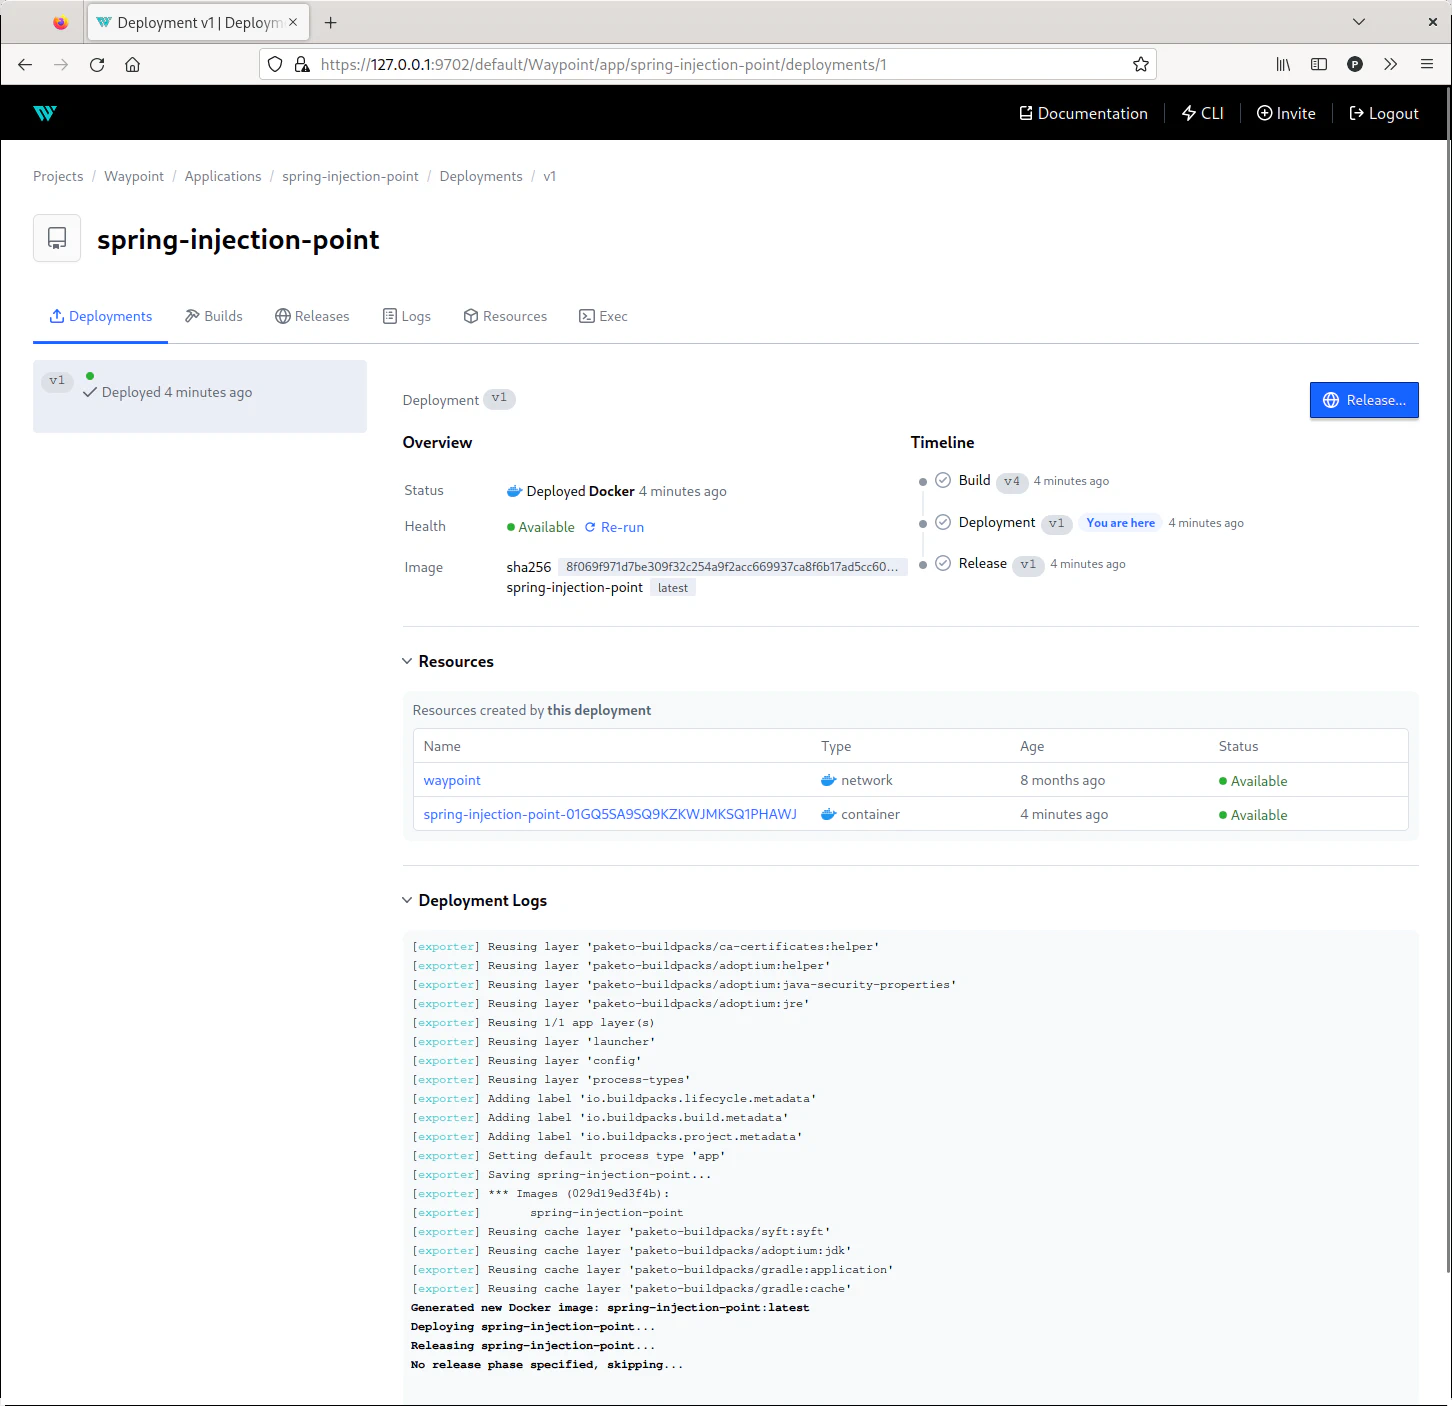 Deployment v1 | Deploym
https://127.0.0.1:9702/default/Waypoint/app/spring-injection-point/deployments/1
P
Documentation CLI Invite Logout
Projects / Waypoint / Applications / spring-injection-point / Deployments / v1
spring-injection-point
Deployments Builds Releases Logs Resources Exec
v1
Deployed 4 minutes ago
Deployment v1
Release...
Overview
Status Deployed Docker 4 minutes ago
Health Available Re-run
Image sha256 8f069f971d7be309f32c254a9f2acc669937ca8f6b17ad5cc60...
spring-injection-point latest
Timeline
Build v4 4 minutes ago
Deployment v1 You are here 4 minutes ago
Release v1 4 minutes ago
Resources
Resources created by this deployment
Name Type Age Status
waypoint network 8 months ago Available
spring-injection-point-01GQ5SA9SQ9KZKWJMKSQ1PHAWJ container 4 minutes ago Available
Deployment Logs
[exporter] Reusing layer 'paketo-buildpacks/ca-certificates:helper'
[exporter] Reusing layer 'paketo-buildpacks/adoptium:helper'
[exporter] Reusing layer 'paketo-buildpacks/adoptium:java-security-properties'
[exporter] Reusing layer 'paketo-buildpacks/adoptium:jre'
[exporter] Reusing 1/1 app layer(s)
[exporter] Reusing layer 'launcher'
[exporter] Reusing layer 'config'
[exporter] Reusing layer 'process-types'
[exporter] Adding label 'io.buildpacks.lifecycle.metadata'
[exporter] Adding label 'io.buildpacks.build.metadata'
[exporter] Adding label 'io.buildpacks.project.metadata'
[exporter] Setting default process type 'app'
[exporter] Saving spring-injection-point...
[exporter] *** Images (029d19ed3f4b):
[exporter] spring-injection-point
[exporter] Reusing cache layer 'paketo-buildpacks/syft:syft'
[exporter] Reusing cache layer 'paketo-buildpacks/adoptium:jdk'
[exporter] Reusing cache layer 'paketo-buildpacks/gradle:application'
[exporter] Reusing cache layer 'paketo-buildpacks/gradle:cache'
Generated new Docker image: spring-injection-point:latest
Deploying spring-injection-point...
Releasing spring-injection-point...
No release phase specified, skipping...